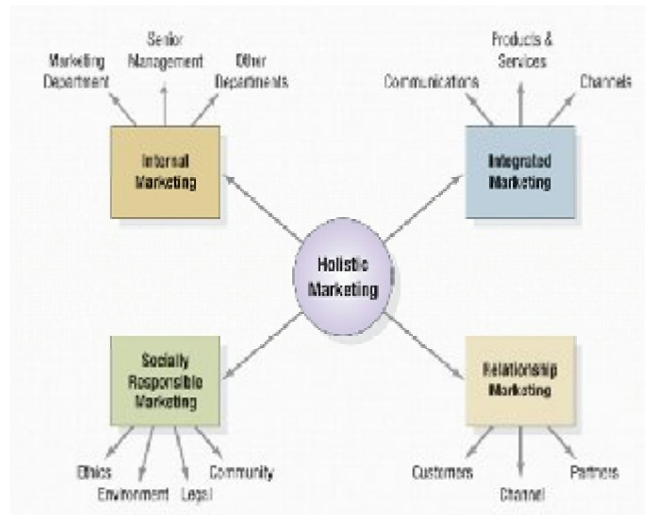 Marketing
Department
Senior
Management
Other
Departments
Communications
Products &
Services
Channels
Internal
Marketing
Integrated
Marketing
Holistic
Marketing
Socially
Responsible
Marketing
Relationship
Marketing
Ethics
Environment
Legal
Community
Customers
Channel
Partners